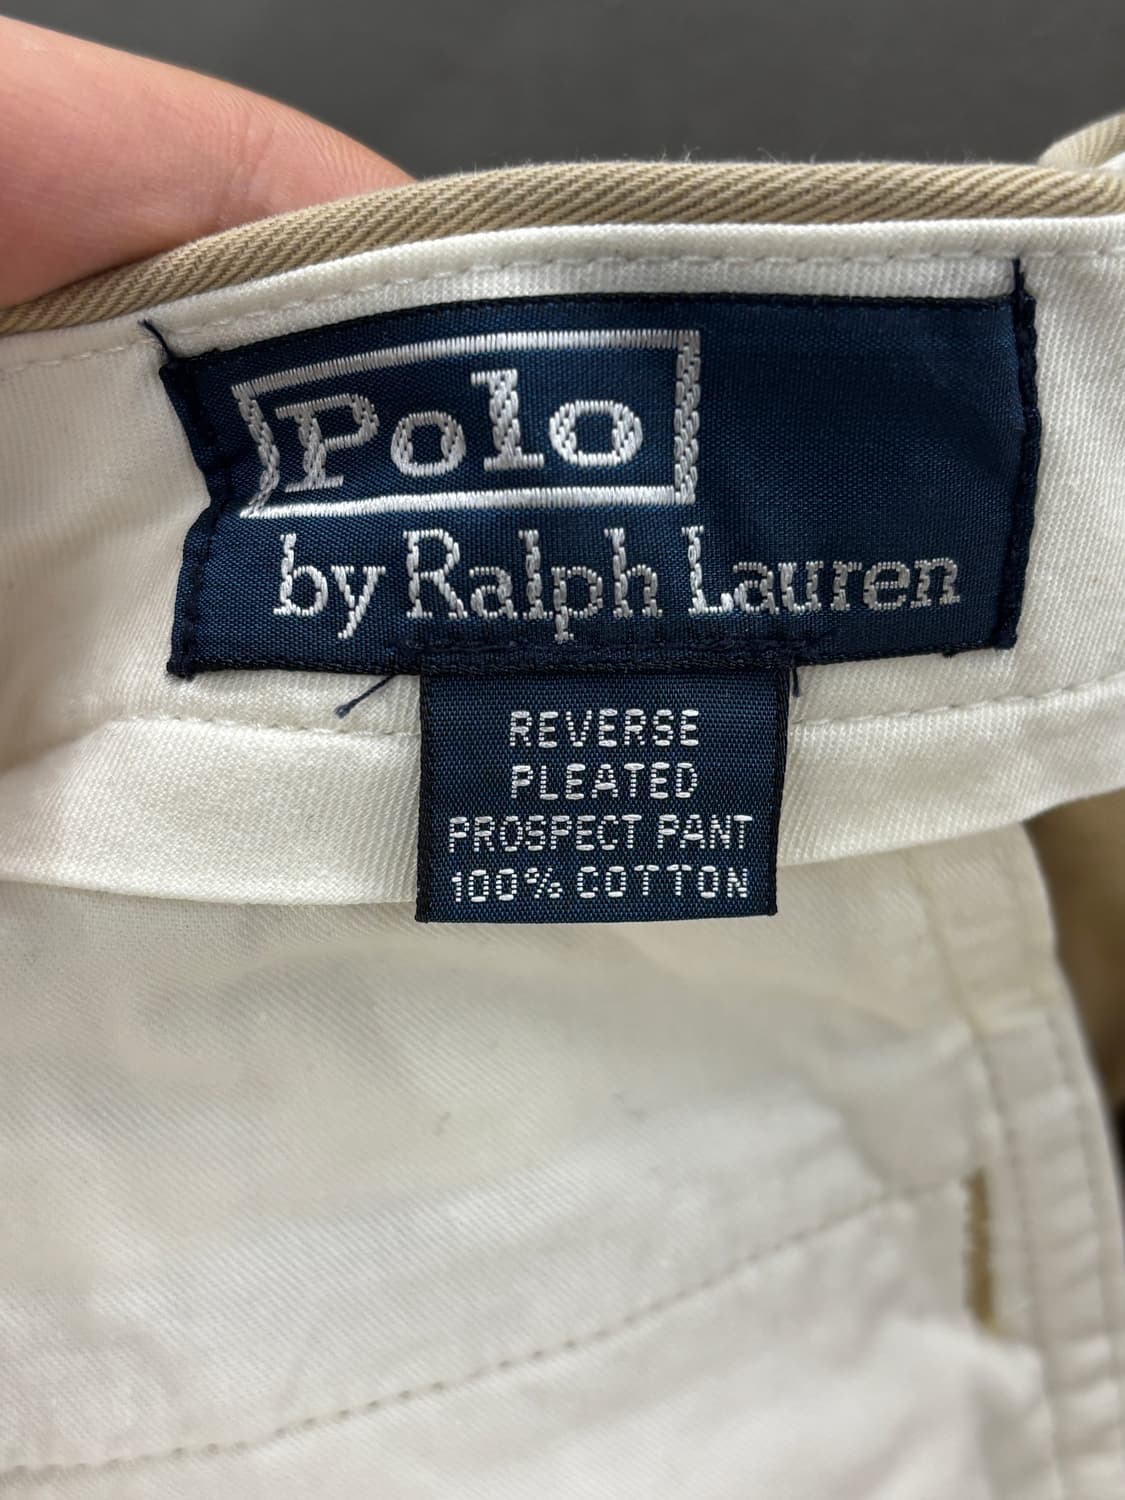 Polo
by Ralph Lauren
REVERSE
PLEATED
PROSPECT PANT
100% COTTON